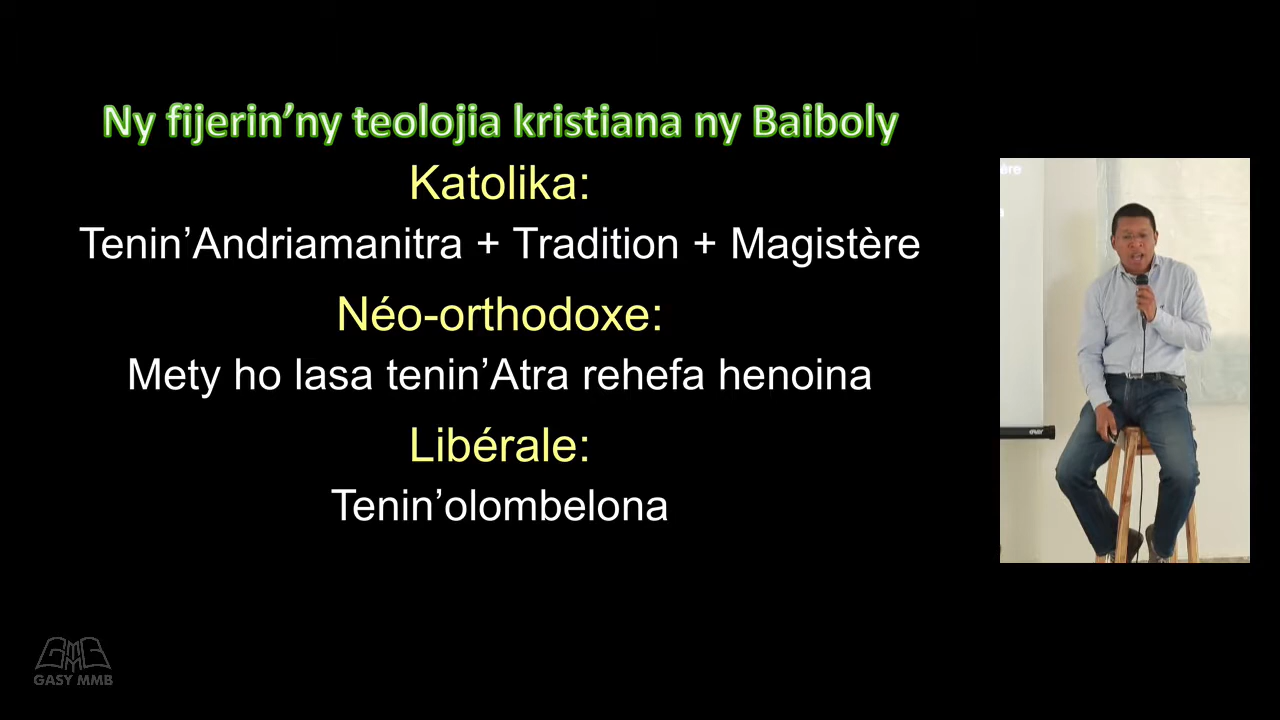 Ny fijerin’ny teolojia kristiana ny Baiboly
Katolika:
Tenin’Andriamanitra + Tradition + Magistère
Néo-orthodoxe:
Mety ho lasa tenin’Atra rehefa henoina
Libérale:
Tenin’olombelona
ère
GASY MMB